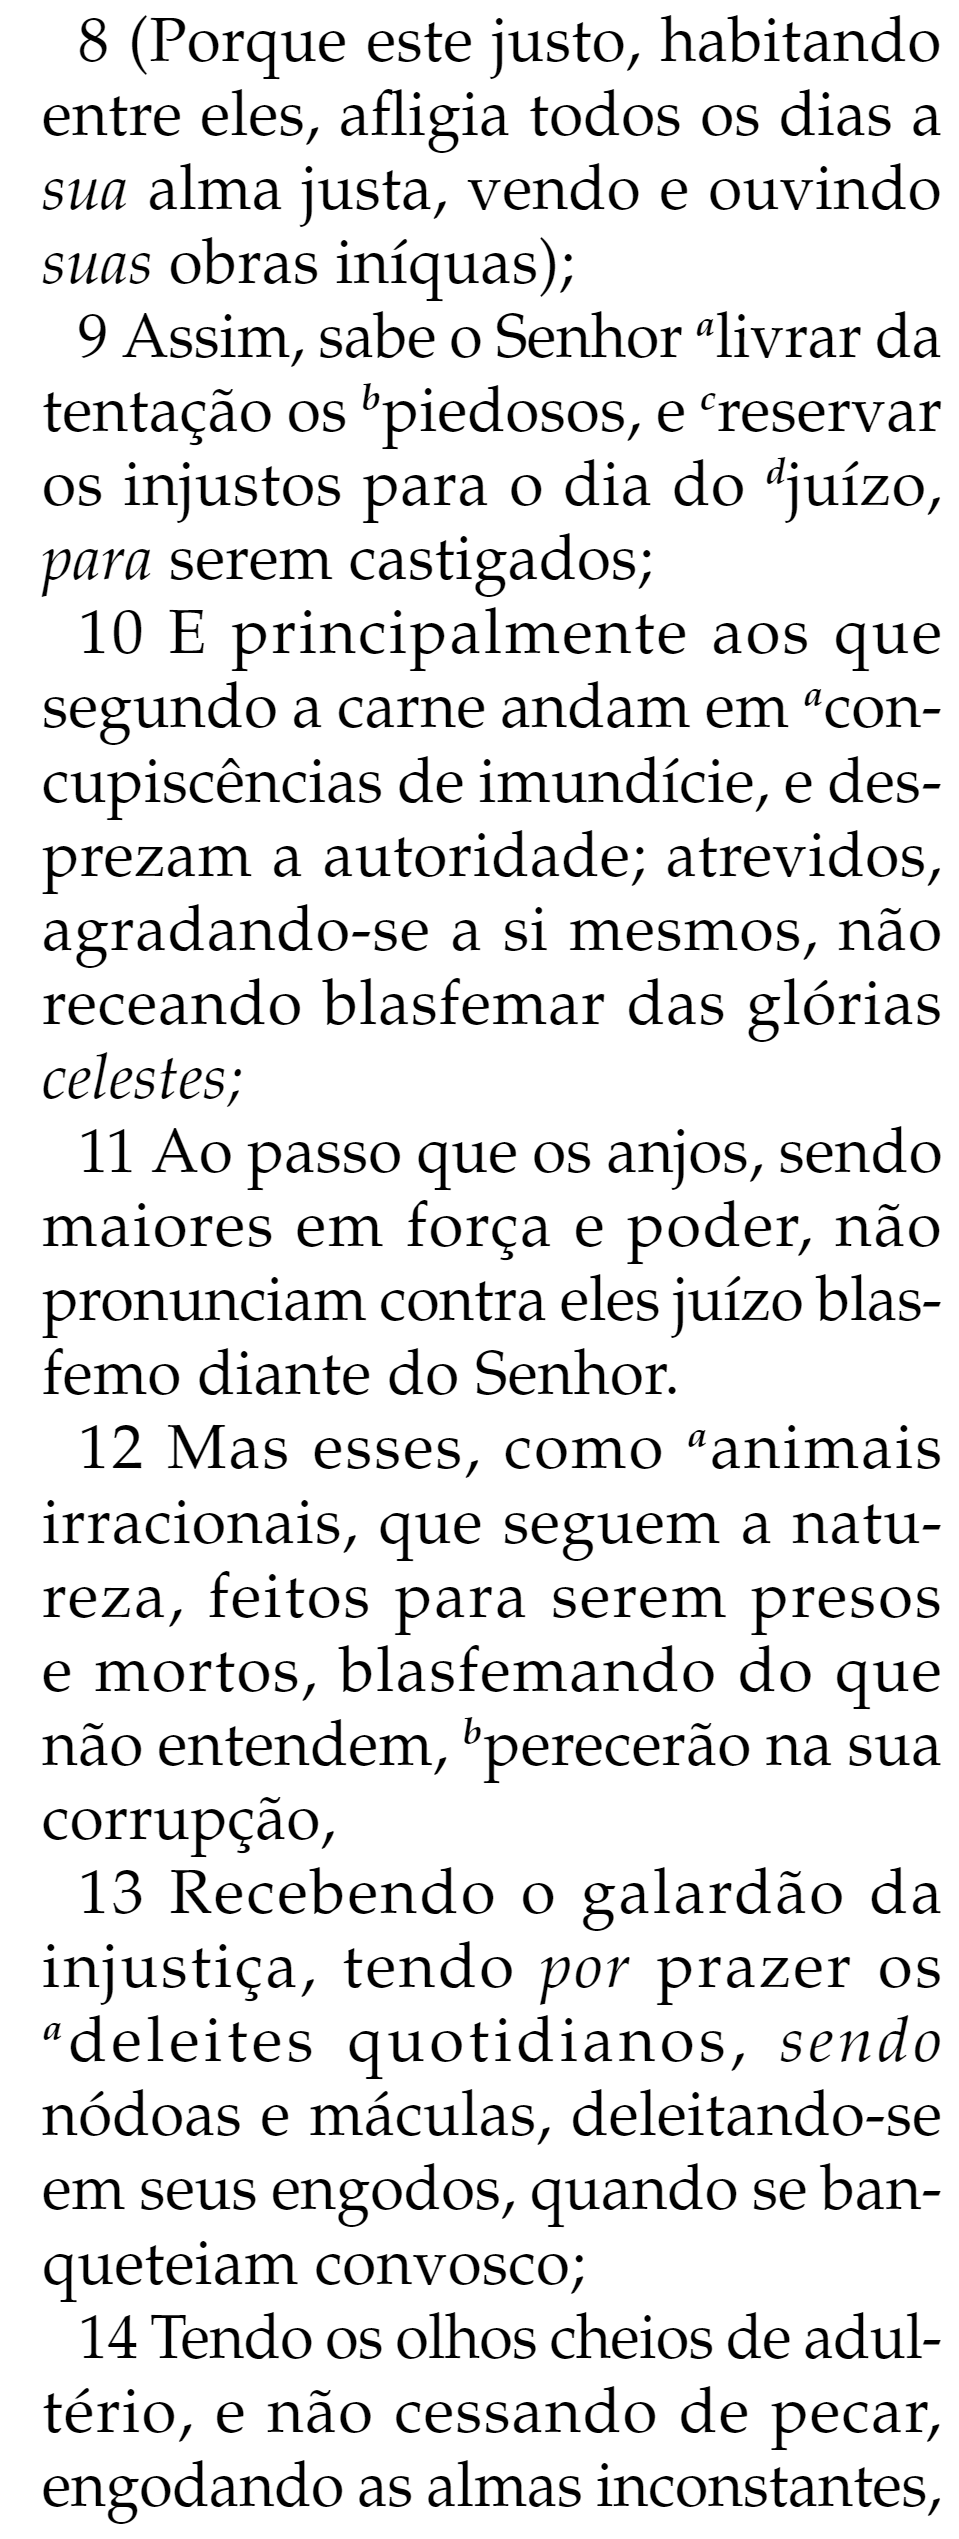 8 (Porque este justo, habitando
entre eles, afligia todos os dias a
sua alma justa, vendo e ouvindo
suas obras iníquas);
9 Assim, sabe o Senhor ᵃlivrar da
tentação os ᵇpiedosos, e ᶜreservar
os injustos para o dia do ᵈjuízo,
para serem castigados;
10 E principalmente aos que
segundo a carne andam em ᵃcon-
cupiscências de imundície, e des-
prezam a autoridade; atrevidos,
agradando-se a si mesmos, não
receando blasfemar das glórias
celestes;
11 Ao passo que os anjos, sendo
maiores em força e poder, não
pronunciam contra eles juízo blas-
femo diante do Senhor.
12 Mas esses, como ᵃanimais
irracionais, que seguem a natu-
reza, feitos para serem presos
e mortos, blasfemando do que
não entendem, ᵇperecerão na sua
corrupção,
13 Recebendo o galardão da
injustiça, tendo por prazer os
ᵃdeleites quotidianos, sendo
nódoas e máculas, deleitando-se
em seus engodos, quando se ban-
queteiam convosco;
14 Tendo os olhos cheios de adul-
tério, e não cessando de pecar,
engodando as almas inconstantes,